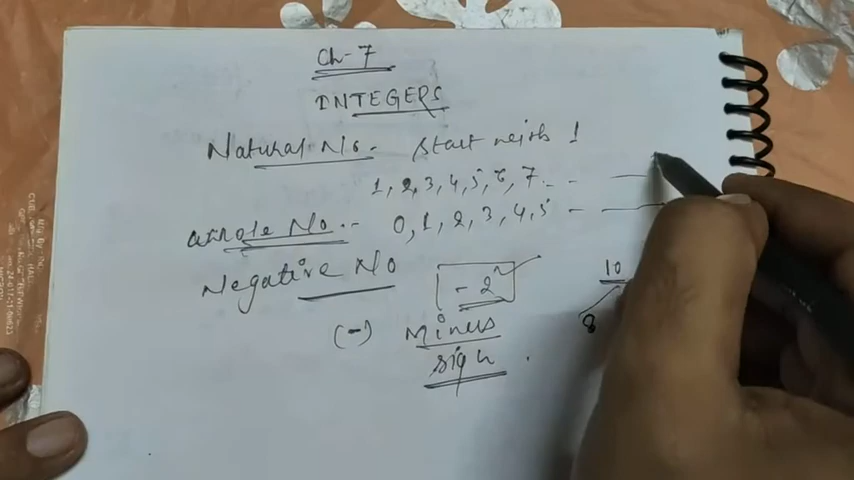 Ch-7
INTEGERS
Natural No. start with 1
1, 2, 3, 4, 5, 6, 7 - -
whole No. - 0, 1, 2, 3, 4, 5 - -
Negative No - 2
10
8
(-) Minus
sign